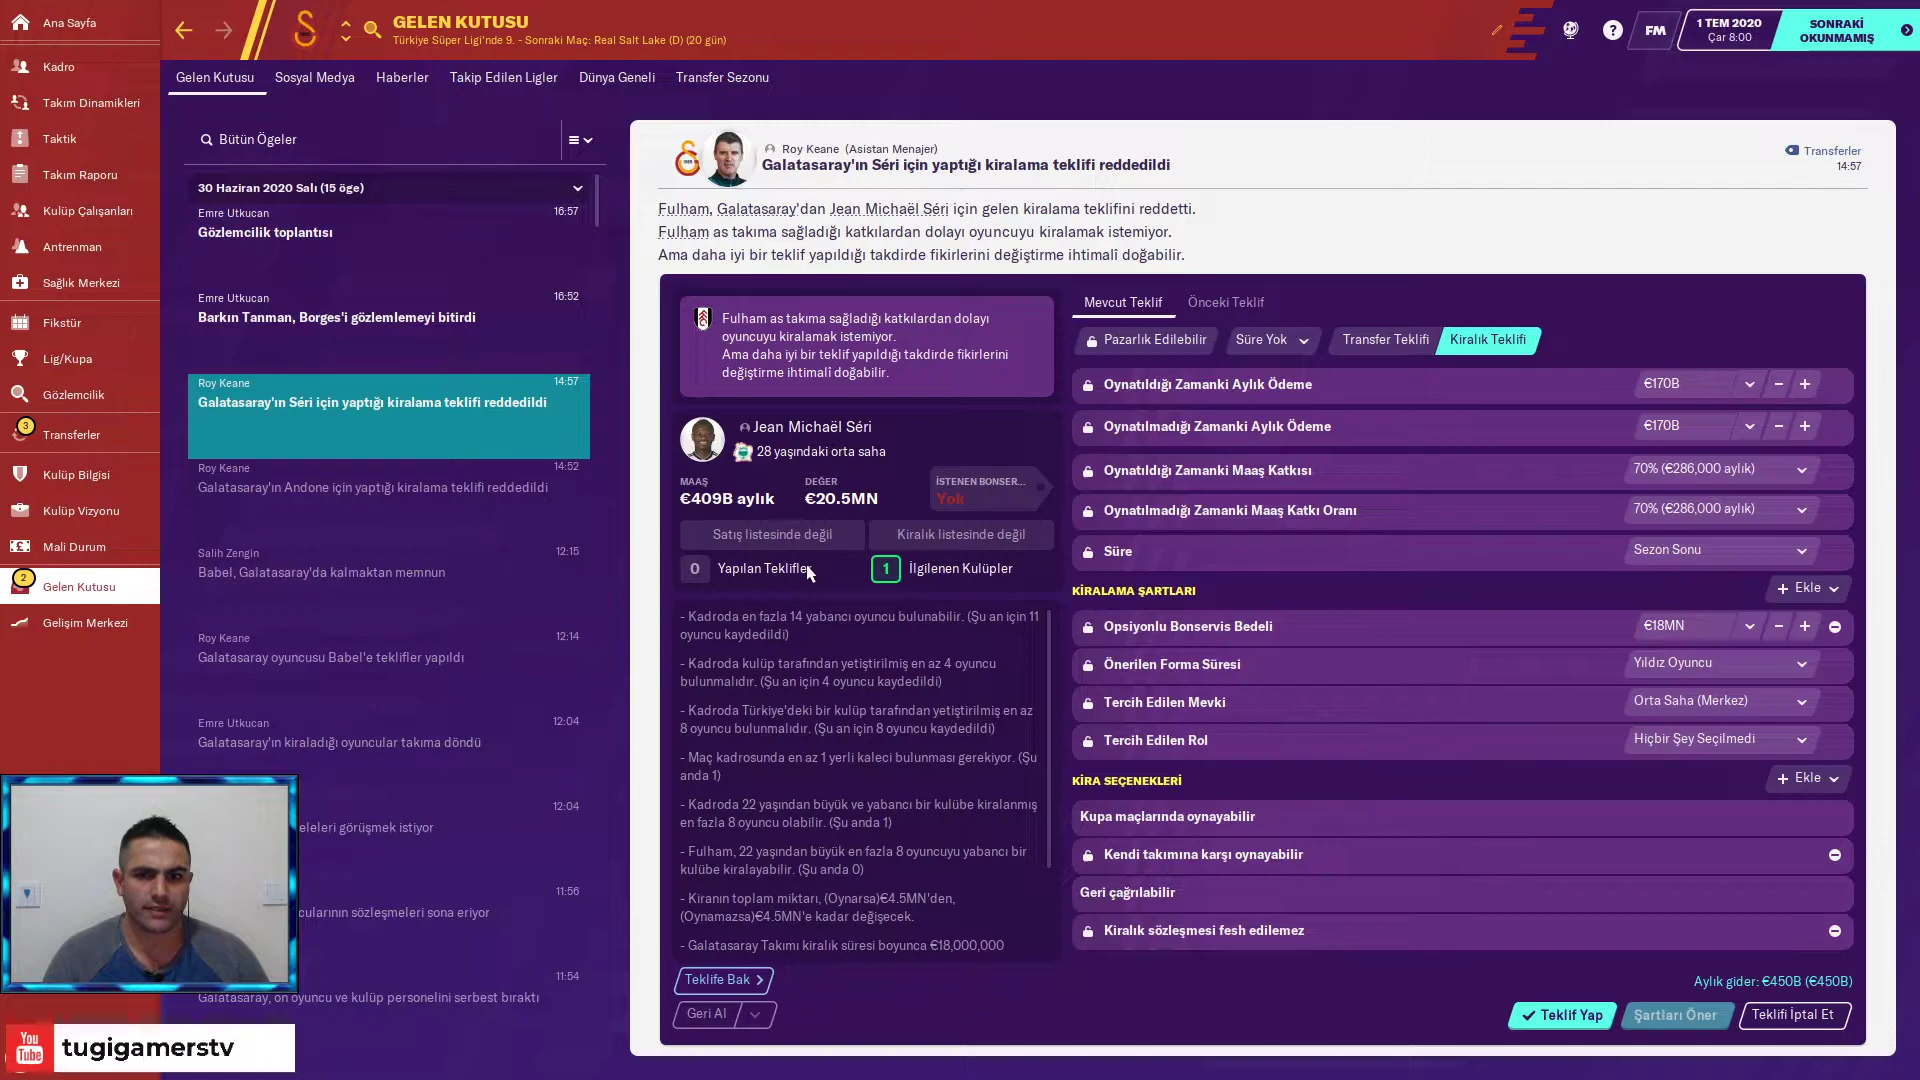 Ana Sayfa
Kadro
Takım Dinamikleri
Taktik
Takım Raporu
Kulüp Çalışanları
Antrenman
Sağlık Merkezi
Fikstür
Lig/Kupa
Gözlemcilik
3
Transferler
Kulüp Bilgisi
Kulüp Vizyonu
Mali Durum
2
Gelen Kutusu
Gelişim Merkezi
GELEN KUTUSU
Türkiye Süper Ligi'nde 9. - Sonraki Maç: Real Salt Lake (D) (20 gün)
?
FM
1 TEM 2020
Çar 8:00
SONRAKİ
OKUNMAMIŞ
Gelen Kutusu Sosyal Medya Haberler Takip Edilen Ligler Dünya Geneli Transfer Sezonu
Bütün Ögeler
30 Haziran 2020 Salı (15 öge)
Emre Utkucan 16:57
Gözlemcilik toplantısı
Emre Utkucan 16:52
Barkın Tanman, Borges'i gözlemlemeyi bitirdi
Roy Keane 14:57
Galatasaray'ın Séri için yaptığı kiralama teklifi reddedildi
Roy Keane 14:52
Galatasaray'ın Andone için yaptığı kiralama teklifi reddedildi
Salih Zengin 12:15
Babel, Galatasaray'da kalmaktan memnun
Roy Keane 12:14
Galatasaray oyuncusu Babel'e teklifler yapıldı
Emre Utkucan 12:04
Galatasaray'ın kiraladığı oyuncular takıma döndü
12:04
eleleri görüşmek istiyor
11:56
cularının sözleşmeleri sona eriyor
11:54
Galatasaray, on oyuncu ve kulüp personelini serbest bıraktı
You
Tube
tugigamerstv
Roy Keane (Asistan Menajer)
Galatasaray'ın Séri için yaptığı kiralama teklifi reddedildi
Transferler
14:57
Fulham, Galatasaray'dan Jean Michaël Séri için gelen kiralama teklifini reddetti.
Fulham as takıma sağladığı katkılardan dolayı oyuncuyu kiralamak istemiyor.
Ama daha iyi bir teklif yapıldığı takdirde fikirlerini değiştirme ihtimalî doğabilir.
Fulham as takıma sağladığı katkılardan dolayı
oyuncuyu kiralamak istemiyor.
Ama daha iyi bir teklif yapıldığı takdirde fikirlerini
değiştirme ihtimalî doğabilir.
Jean Michaël Séri
28 yaşındaki orta saha
MAAŞ DEĞER İSTENEN BONSER...
€409B aylık €20.5MN Yok
Satış listesinde değil Kiralık listesinde değil
0 Yapılan Teklifler 1 İlgilenen Kulüpler
- Kadroda en fazla 14 yabancı oyuncu bulunabilir. (Şu an için 11
oyuncu kaydedildi)
- Kadroda kulüp tarafından yetiştirilmiş en az 4 oyuncu
bulunmalıdır. (Şu an için 4 oyuncu kaydedildi)
- Kadroda Türkiye'deki bir kulüp tarafından yetiştirilmiş en az
8 oyuncu bulunmalıdır. (Şu an için 8 oyuncu kaydedildi)
- Maç kadrosunda en az 1 yerli kaleci bulunması gerekiyor. (Şu
anda 1)
- Kadroda 22 yaşından büyük ve yabancı bir kulübe kiralanmış
en fazla 8 oyuncu olabilir. (Şu anda 1)
- Fulham, 22 yaşından büyük en fazla 8 oyuncuyu yabancı bir
kulübe kiralayabilir. (Şu anda 0)
- Kiranın toplam miktarı, (Oynarsa)€4.5MN'den,
(Oynamazsa)€4.5MN'e kadar değişecek.
- Galatasaray Takımı kiralık süresi boyunca €18,000,000
Teklife Bak
Geri Al
Mevcut Teklif Önceki Teklif
Pazarlık Edilebilir Süre Yok Transfer Teklifi Kiralık Teklifi
Oynatıldığı Zamanki Aylık Ödeme €170B
Oynatılmadığı Zamanki Aylık Ödeme €170B
Oynatıldığı Zamanki Maaş Katkısı 70% (€286,000 aylık)
Oynatılmadığı Zamanki Maaş Katkı Oranı 70% (€286,000 aylık)
Süre Sezon Sonu
KİRALAMA ŞARTLARI + Ekle
Opsiyonlu Bonservis Bedeli €18MN
Önerilen Forma Süresi Yıldız Oyuncu
Tercih Edilen Mevki Orta Saha (Merkez)
Tercih Edilen Rol Hiçbir Şey Seçilmedi
KİRA SEÇENEKLERİ + Ekle
Kupa maçlarında oynayabilir
Kendi takımına karşı oynayabilir
Geri çağrılabilir
Kiralık sözleşmesi fesh edilemez
Aylık gider: €450B (€450B)
Teklif Yap Şartları Öner Teklifi İptal Et